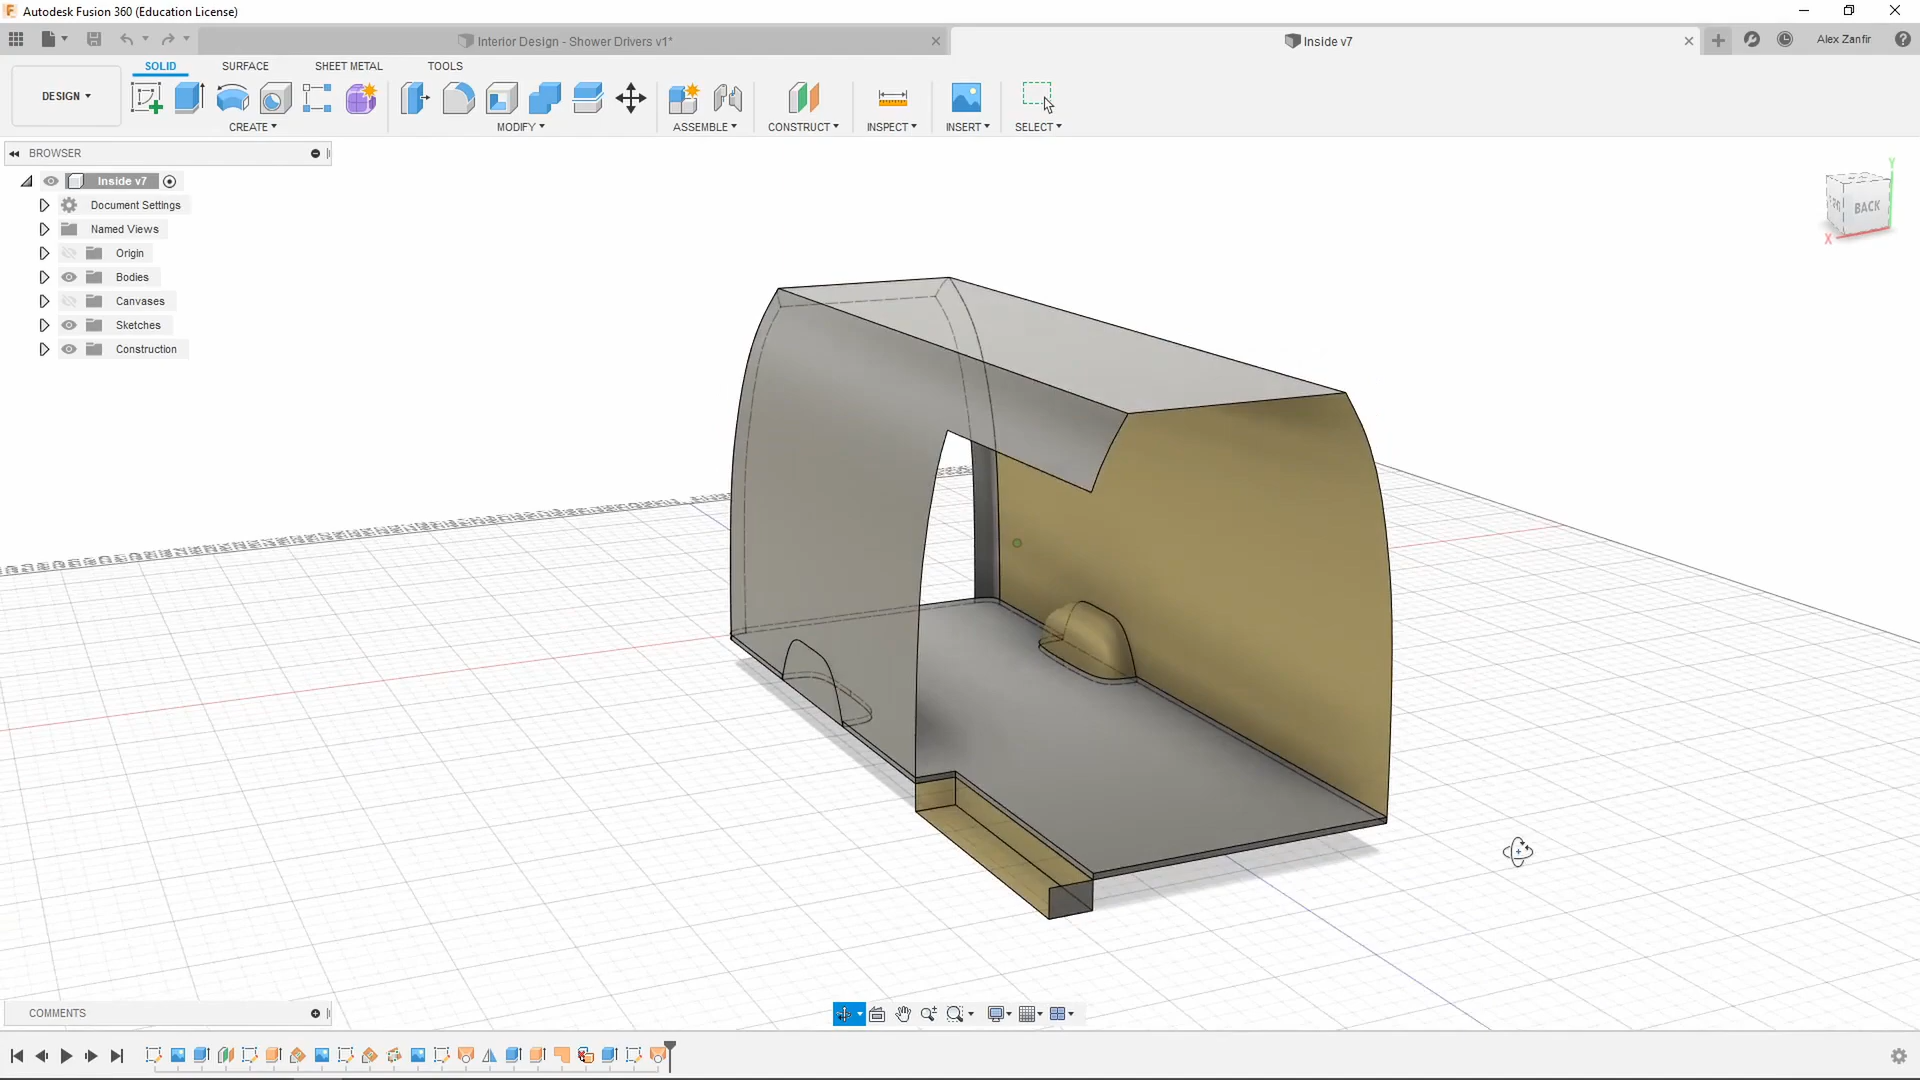 Autodesk Fusion 360 (Education License)
Interior Design - Shower Drivers v1*
Inside v7
Alex Zanfir
SOLID
SURFACE
SHEET METAL
TOOLS
DESIGN
CREATE
MODIFY
ASSEMBLE
CONSTRUCT
INSPECT
INSERT
SELECT
BROWSER
Inside v7
Document Settings
Named Views
Origin
Bodies
Canvases
Sketches
Construction
Y
BACK
X
COMMENTS